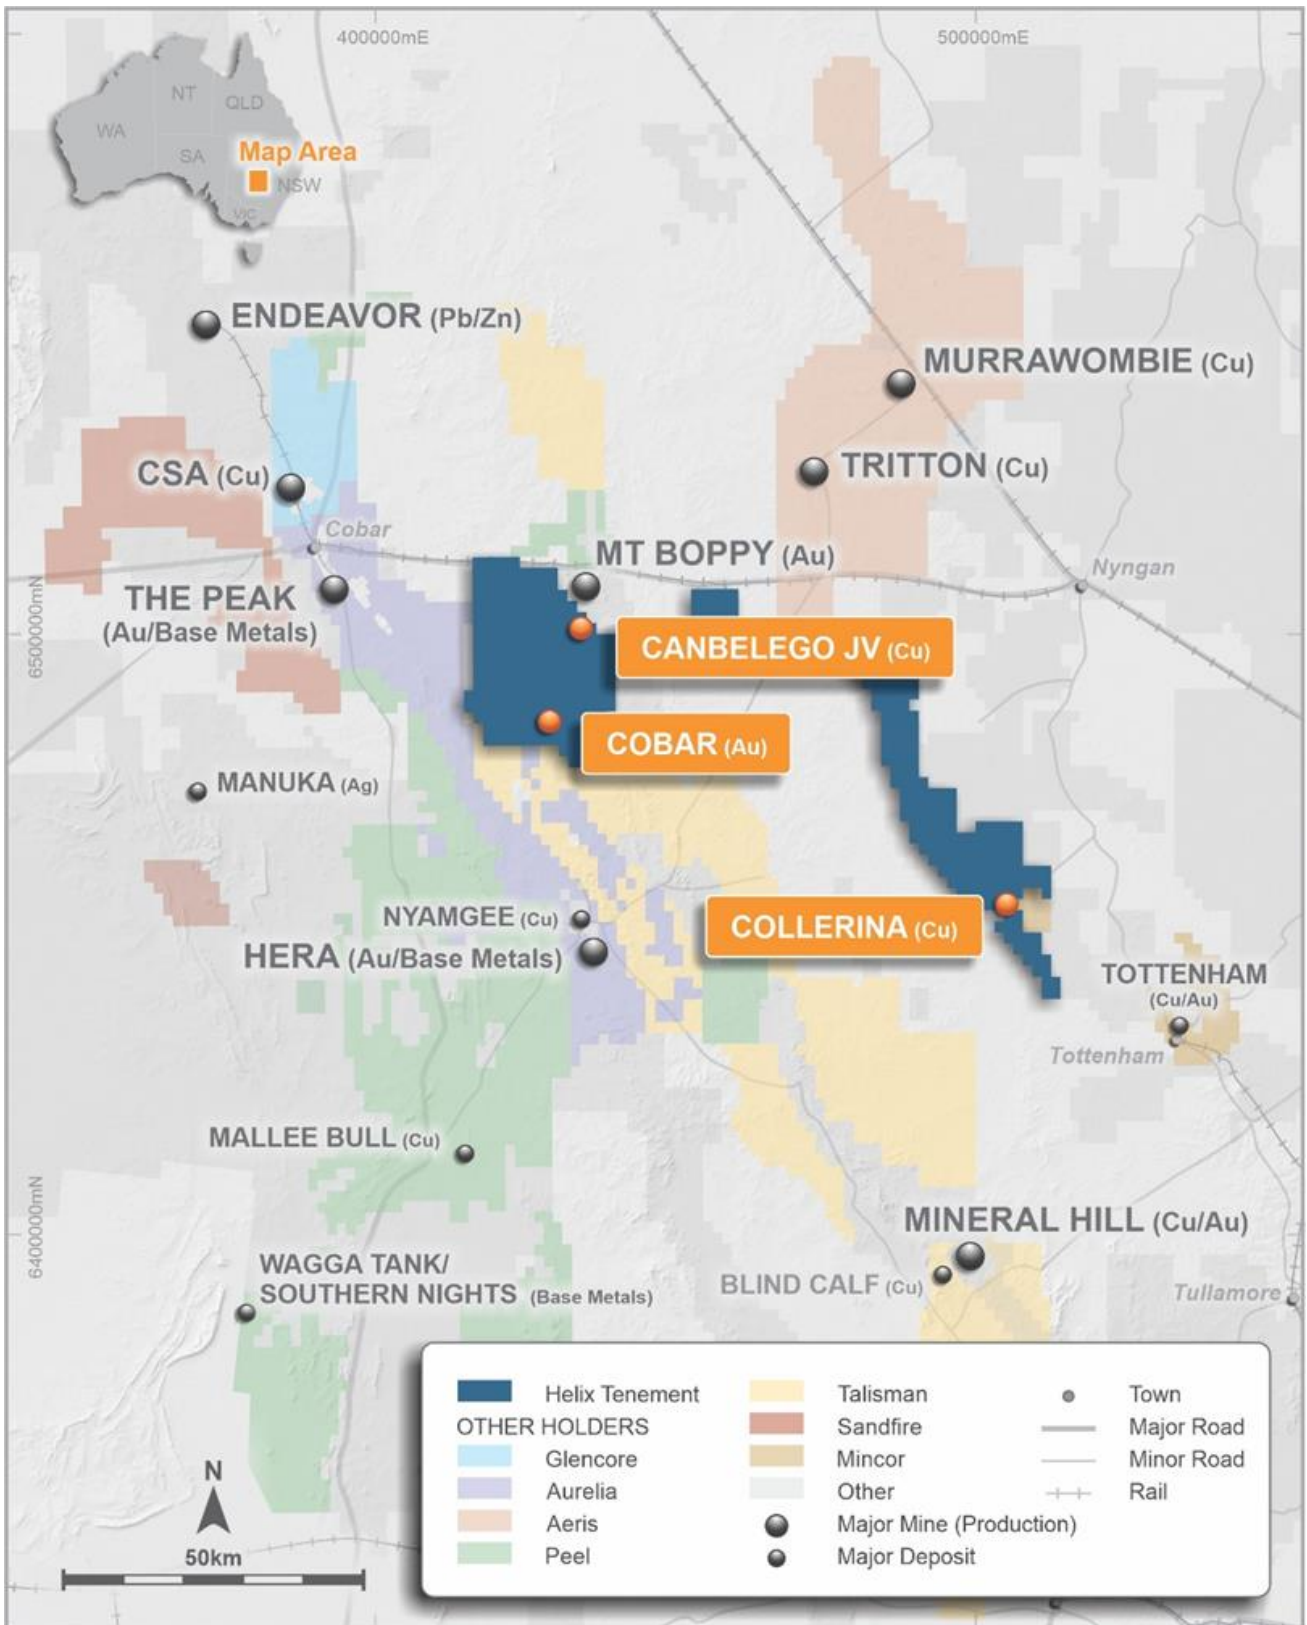 400000mE
500000mE
NT
QLD
WA
SA
Map Area
NSW
VIC
ENDEAVOR (Pb/Zn)
MURRAWOMBIE (Cu)
CSA (Cu)
TRITTON (Cu)
Cobar
MT BOPPY (Au)
Nyngan
THE PEAK
(Au/Base Metals)
6500000mN
CANBELEGO JV (Cu)
COBAR (Au)
MANUKA (Ag)
NYAMGEE (Cu)
COLLERINA (Cu)
HERA (Au/Base Metals)
TOTTENHAM
(Cu/Au)
Tottenham
MALLEE BULL (Cu)
6400000mN
MINERAL HILL (Cu/Au)
WAGGA TANK/
SOUTHERN NIGHTS (Base Metals)
BLIND CALF (Cu)
Tullamore
Helix Tenement
OTHER HOLDERS
Glencore
Aurelia
Aeris
Peel
Talisman
Sandfire
Mincor
Other
Major Mine (Production)
Major Deposit
Town
Major Road
Minor Road
Rail
N
50km